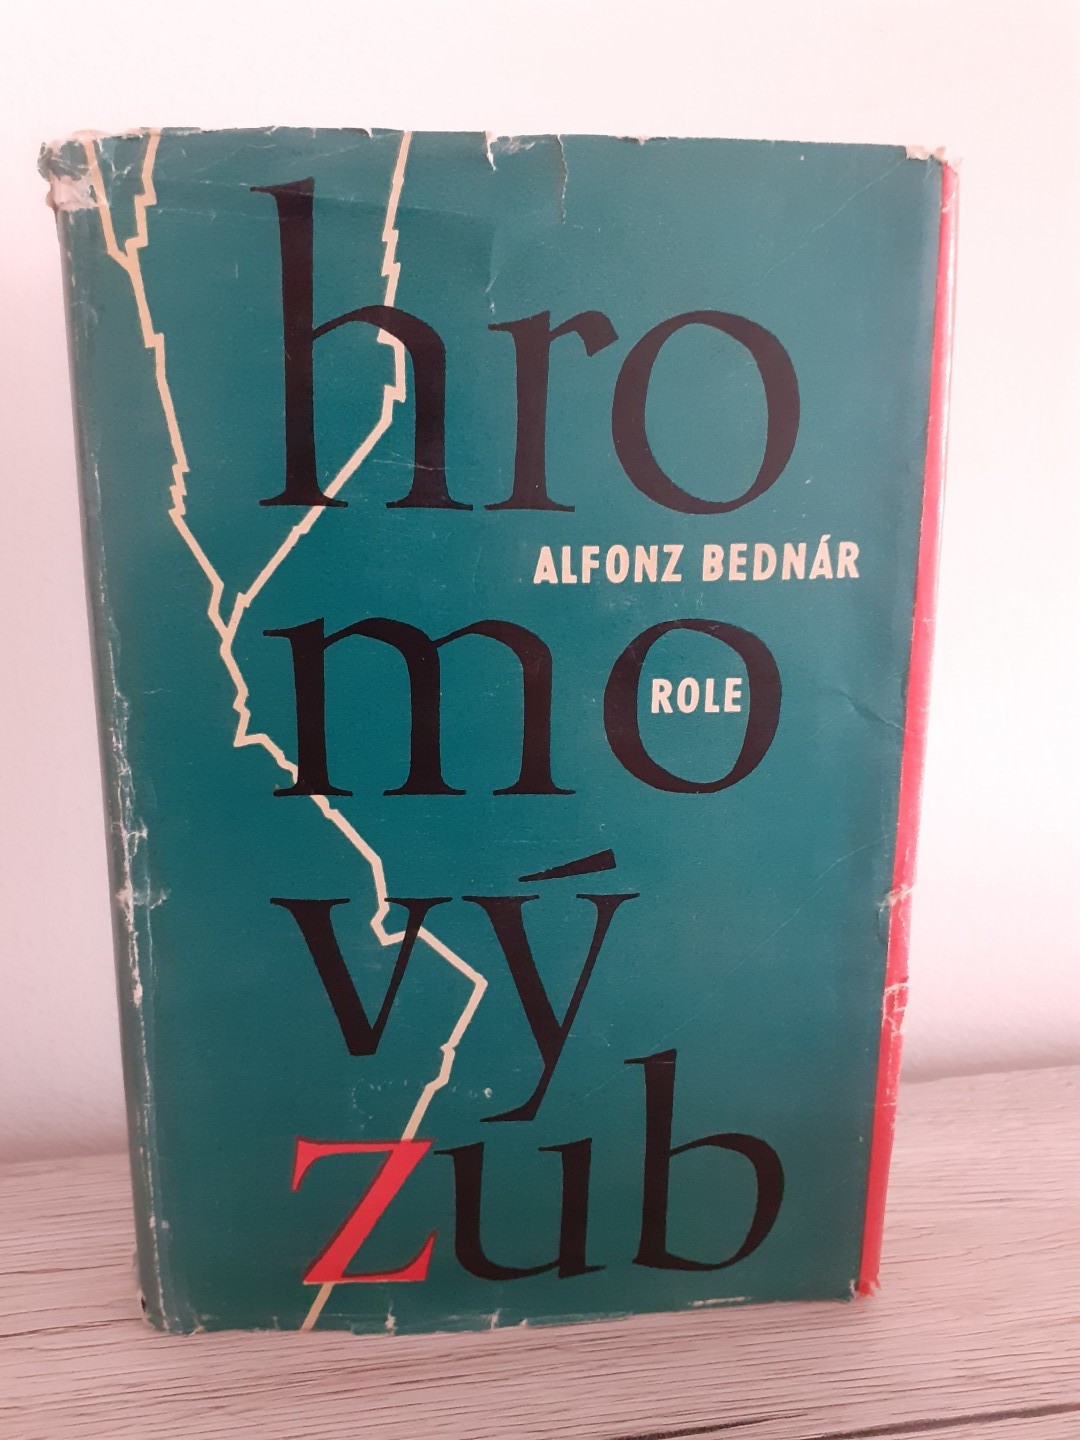 hro
ALFONZ BEDNÁR
mo
ROLE
vý
zub